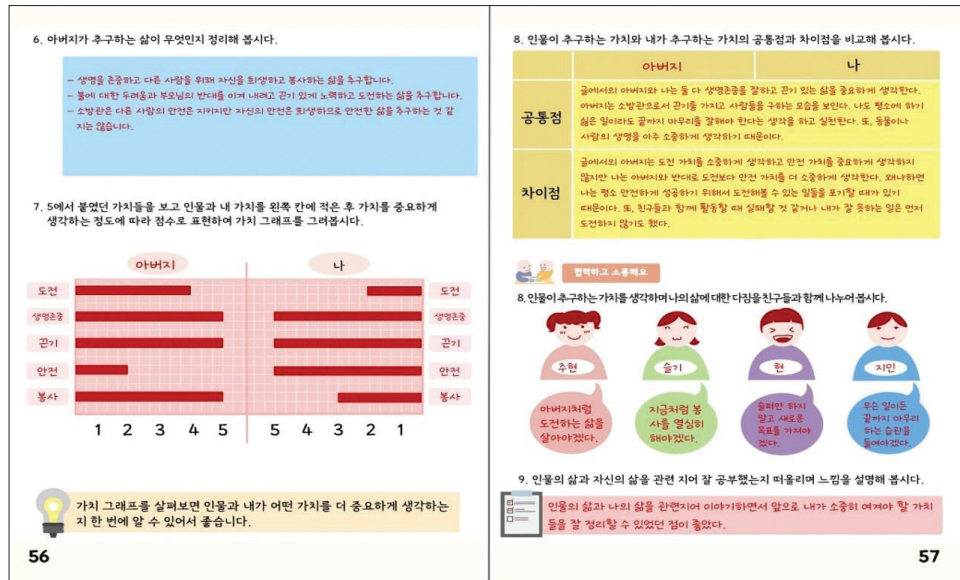 6. 아버지가 추구하는 삶이 무엇인지 정리해 봅시다.
- 생명을 존중하고 다른 사람을 위해 자신을 희생하고 봉사하는 삶을 추구합니다.
- 불에 대한 두려움과 부모님의 반대를 이겨 내려고 끈기 있게 노력하고 도전하는 삶을 추구합니다.
- 소방관은 다른 사람의 안전은 지키지만 자신의 안전은 희생하므로 안전한 삶을 추구하는 것 같
지는 않습니다.
7. 5에서 붙였던 가치들을 보고 인물과 내 가치를 왼쪽 칸에 적은 후 가치를 중요하게
생각하는 정도에 따라 점수로 표현하여 가치 그래프를 그려봅시다.
아버지 나
도전 도전
생명존중 생명존중
끈기 끈기
안전 안전
봉사 봉사
1 2 3 4 5 5 4 3 2 1
가치 그래프를 살펴보면 인물과 내가 어떤 가치를 더 중요하게 생각하는
지 한 번에 알 수 있어서 좋습니다.
56
8. 인물이 추구하는 가치와 내가 추구하는 가치의 공통점과 차이점을 비교해 봅시다.
아버지 나
공통점
글에서의 아버지와 나는 둘 다 생명존중을 잘하고 끈기 있는 삶을 중요하게 생각한다.
아버지는 소방관으로서 끈기를 가지고 사람들을 구하는 모습을 보인다. 나도 평소에 하기
싫은 일이라도 끝까지 마무리를 잘해야 한다는 생각을 하고 실천한다. 또, 동물이나
사람의 생명을 아주 소중하게 생각하기 때문이다.
차이점
글에서의 아버지는 도전 가치를 소중하게 생각하고 안전 가치를 중요하게 생각하지
않지만 나는 아버지와 반대로 도전보다 안전 가치를 더 소중하게 생각한다. 왜냐하면
나는 평소 안전하게 성공하기 위해서 도전해볼 수 있는 일들을 포기할 때가 있기
때문이다. 또, 친구들과 함께 활동할 때 실패할 것 같거나 내가 잘 못하는 일은 먼저
도전하지 않기도 했다.
협력하고 소통해요
8. 인물이 추구하는 가치를 생각하며 나의 삶에 대한 다짐을 친구들과 함께 나누어 봅시다.
주현 슬기 현 지민
아버지처럼
도전하는 삶을
살아야겠다.
지금처럼 봉
사를 열심히
해야겠다.
슬퍼만 하지
말고 새로운
목표를 가져야
겠다.
무슨 일이든
끝까지 마무리
하는 습관을
들여야겠다.
9. 인물의 삶과 자신의 삶을 관련 지어 잘 공부했는지 떠올리며 느낌을 설명해 봅시다.
인물의 삶과 나의 삶을 관련지어 이야기하면서 앞으로 내가 소중히 여겨야 할 가치
들을 잘 정리할 수 있었던 점이 좋았다.
57